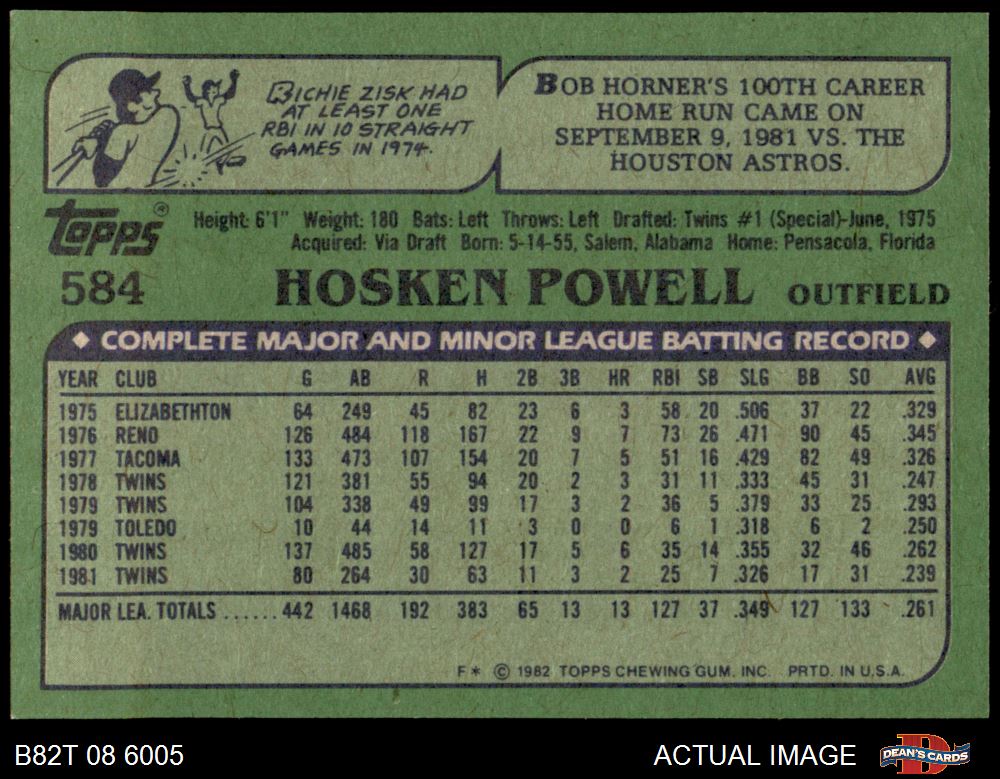 RICHIE ZISK HAD
AT LEAST ONE
RBI IN 10 STRAIGHT
GAMES IN 1974.
BOB HORNER'S 100TH CAREER
HOME RUN CAME ON
SEPTEMBER 9, 1981 VS. THE
HOUSTON ASTROS.
topps®
584
Height: 6'1" Weight: 180 Bats: Left Throws: Left Drafted: Twins #1 (Special)-June, 1975
Acquired: Via Draft Born: 5-14-55, Salem, Alabama Home: Pensacola, Florida
HOSKEN POWELL OUTFIELD
◆ COMPLETE MAJOR AND MINOR LEAGUE BATTING RECORD ◆
YEAR CLUB G AB R H 2B 3B HR RBI SB SLG BB SO AVG
1975 ELIZABETHTON 64 249 45 82 23 6 3 58 20 .506 37 22 .329
1976 RENO 126 484 118 167 22 9 7 73 26 .471 90 45 .345
1977 TACOMA 133 473 107 154 20 7 5 51 16 .429 82 49 .326
1978 TWINS 121 381 55 94 20 2 3 31 11 .333 45 31 .247
1979 TWINS 104 338 49 99 17 3 2 36 5 .379 33 25 .293
1979 TOLEDO 10 44 14 11 3 0 0 6 1 .318 6 2 .250
1980 TWINS 137 485 58 127 17 5 6 35 14 .355 32 46 .262
1981 TWINS 80 264 30 63 11 3 2 25 7 .326 17 31 .239
MAJOR LEA. TOTALS ...... 442 1468 192 383 65 13 13 127 37 .349 127 133 .261
F* © 1982 TOPPS CHEWING GUM, INC. PRTD. IN U.S.A.
B82T 08 6005 ACTUAL IMAGE
D
DEAN'S CARDS